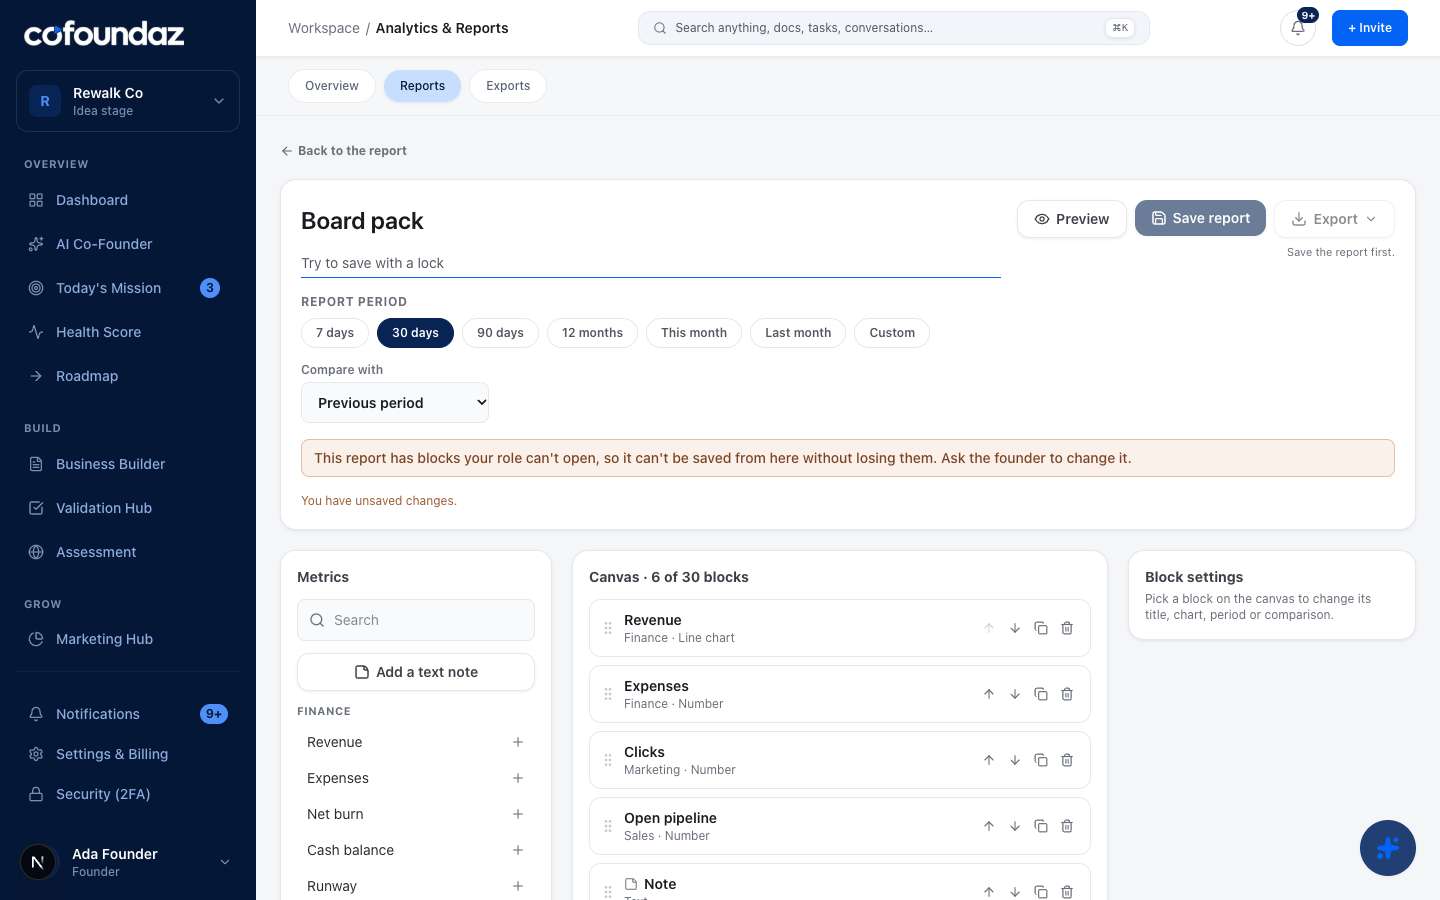 cofoundaz
R
Rewalk Co
Idea stage
OVERVIEW
Dashboard
AI Co-Founder
Today's Mission
3
Health Score
Roadmap
BUILD
Business Builder
Validation Hub
Assessment
GROW
Marketing Hub
Notifications
9+
Settings & Billing
Security (2FA)
N
Ada Founder
Founder
Workspace / Analytics & Reports
Search anything, docs, tasks, conversations...
⌘K
9+
+ Invite
Overview
Reports
Exports
← Back to the report
Board pack
Preview
Save report
Export
Save the report first.
Try to save with a lock
REPORT PERIOD
7 days
30 days
90 days
12 months
This month
Last month
Custom
Compare with
Previous period
This report has blocks your role can't open, so it can't be saved from here without losing them. Ask the founder to change it.
You have unsaved changes.
Metrics
Search
Add a text note
FINANCE
Revenue
Expenses
Net burn
Cash balance
Runway
Canvas · 6 of 30 blocks
Revenue
Finance · Line chart
Expenses
Finance · Number
Clicks
Marketing · Number
Open pipeline
Sales · Number
Note
Block settings
Pick a block on the canvas to change its
title, chart, period or comparison.